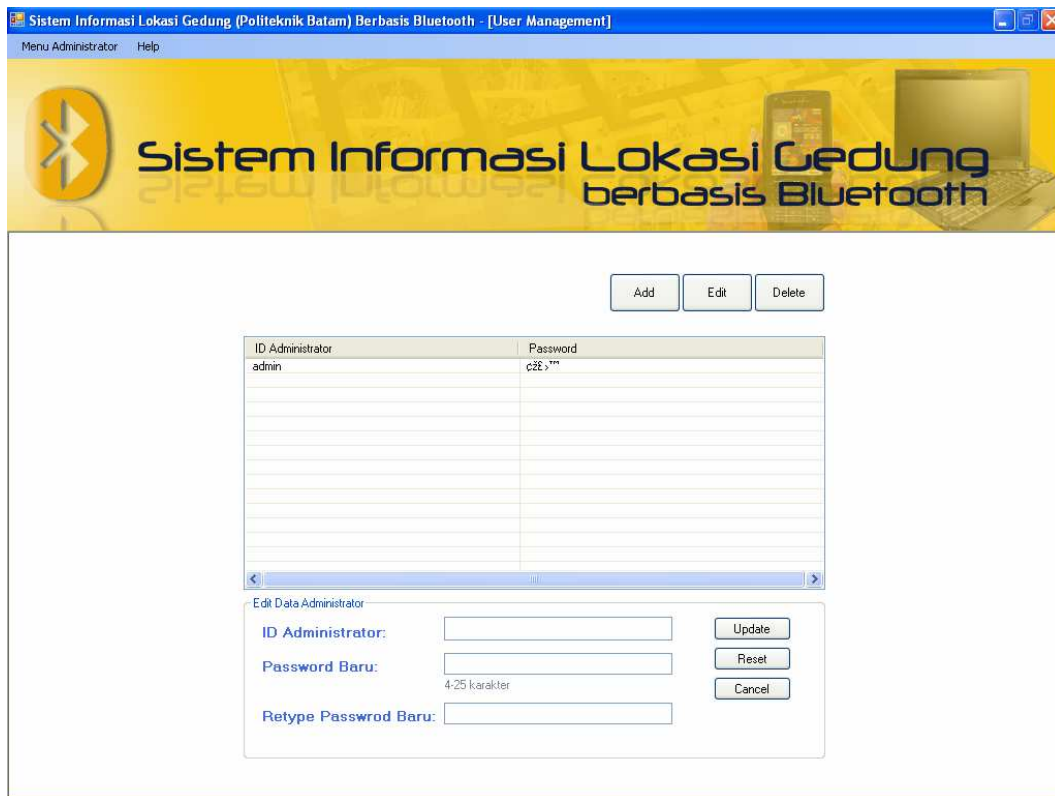 Sistem Informasi Lokasi Gedung (Politeknik Batam) Berbasis Bluetooth - [User Management]
Menu Administrator Help
Sistem Informasi Lokasi Gedung
berbasis Bluetooth
Add Edit Delete
ID Administrator Password
admin ¢ž£›™
Edit Data Administrator
ID Administrator: Update
Password Baru: Reset
4-25 karakter Cancel
Retype Passwrod Baru: